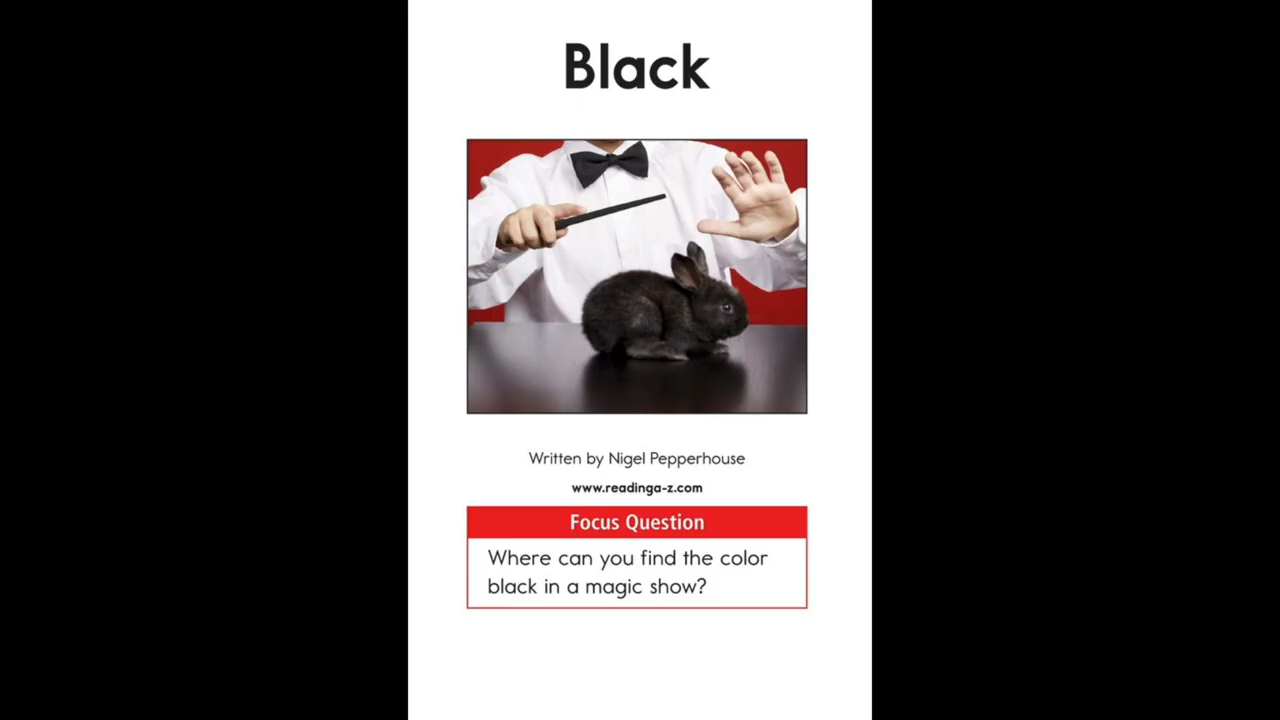 Black
Written by Nigel Pepperhouse
www.readinga-z.com
Focus Question
Where can you find the color
black in a magic show?